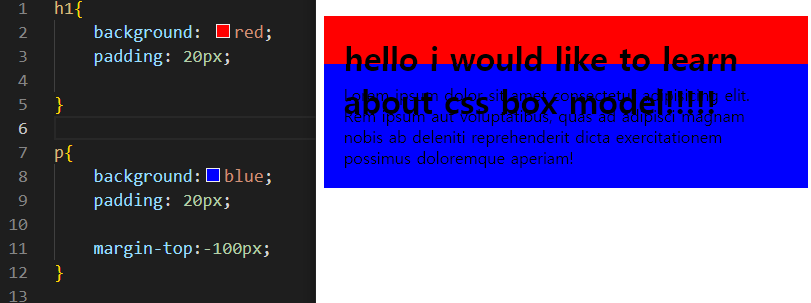 1 h1{
2 background: red;
3 padding: 20px;
4
5 }
6
7 p{
8 background:blue;
9 padding: 20px;
10
11 margin-top:-100px;
12 }
13
hello i would like to learn
about css box model!!!!!
Lorem ipsum dolor sit amet consectetur adipisicing elit.
Rem ipsum aut voluptatibus, quas ad adipisci magnam
nobis ab deleniti reprehenderit dicta exercitationem
possimus doloremque aperiam!